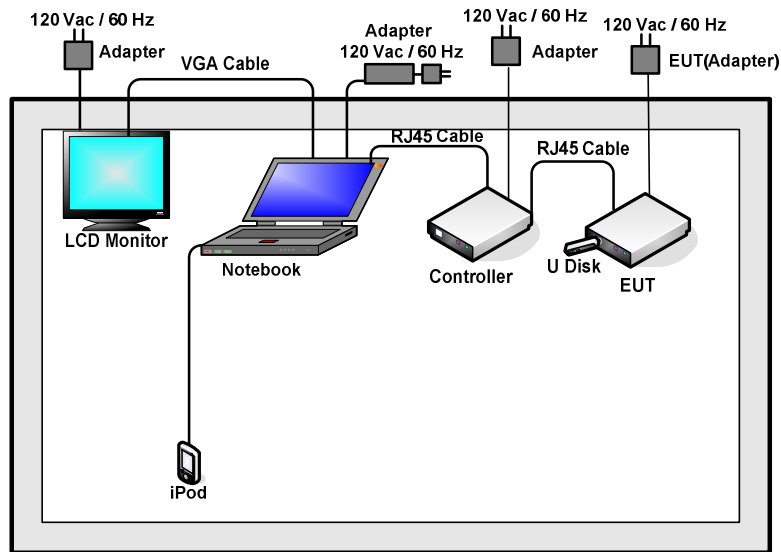 120 Vac / 60 Hz
Adapter
VGA Cable
Adapter
120 Vac / 60 Hz
120 Vac / 60 Hz
Adapter
120 Vac / 60 Hz
EUT(Adapter)
RJ45 Cable
RJ45 Cable
LCD Monitor
Notebook
Controller
U Disk
EUT
iPod